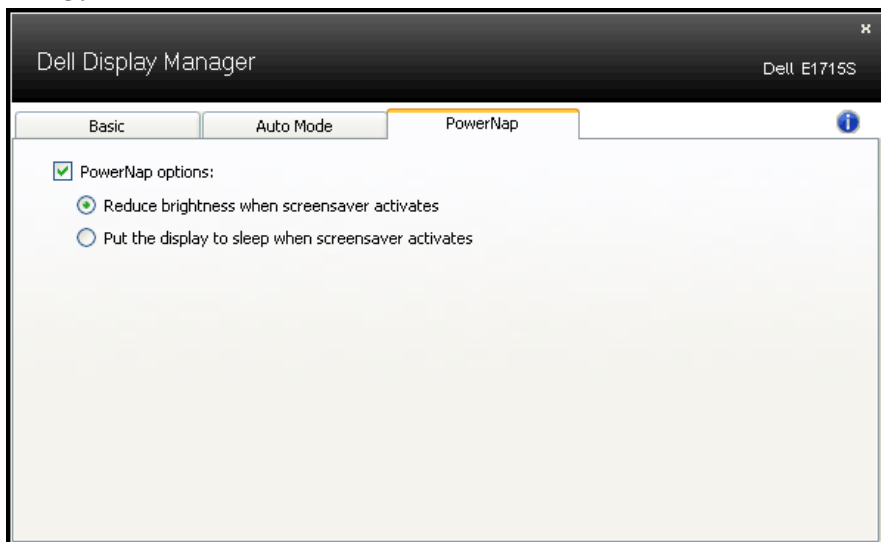 x
Dell Display Manager
Dell E1715S
Basic
Auto Mode
PowerNap
i
PowerNap options:
Reduce brightness when screensaver activates
Put the display to sleep when screensaver activates